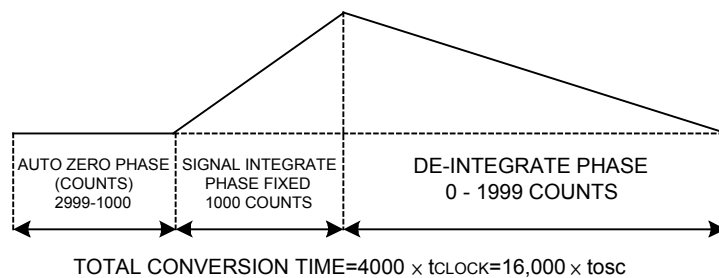 AUTO ZERO PHASE
(COUNTS)
2999-1000
SIGNAL INTEGRATE
PHASE FIXED
1000 COUNTS
DE-INTEGRATE PHASE
0 - 1999 COUNTS
TOTAL CONVERSION TIME=4000 × tCLOCK=16,000 × tosc